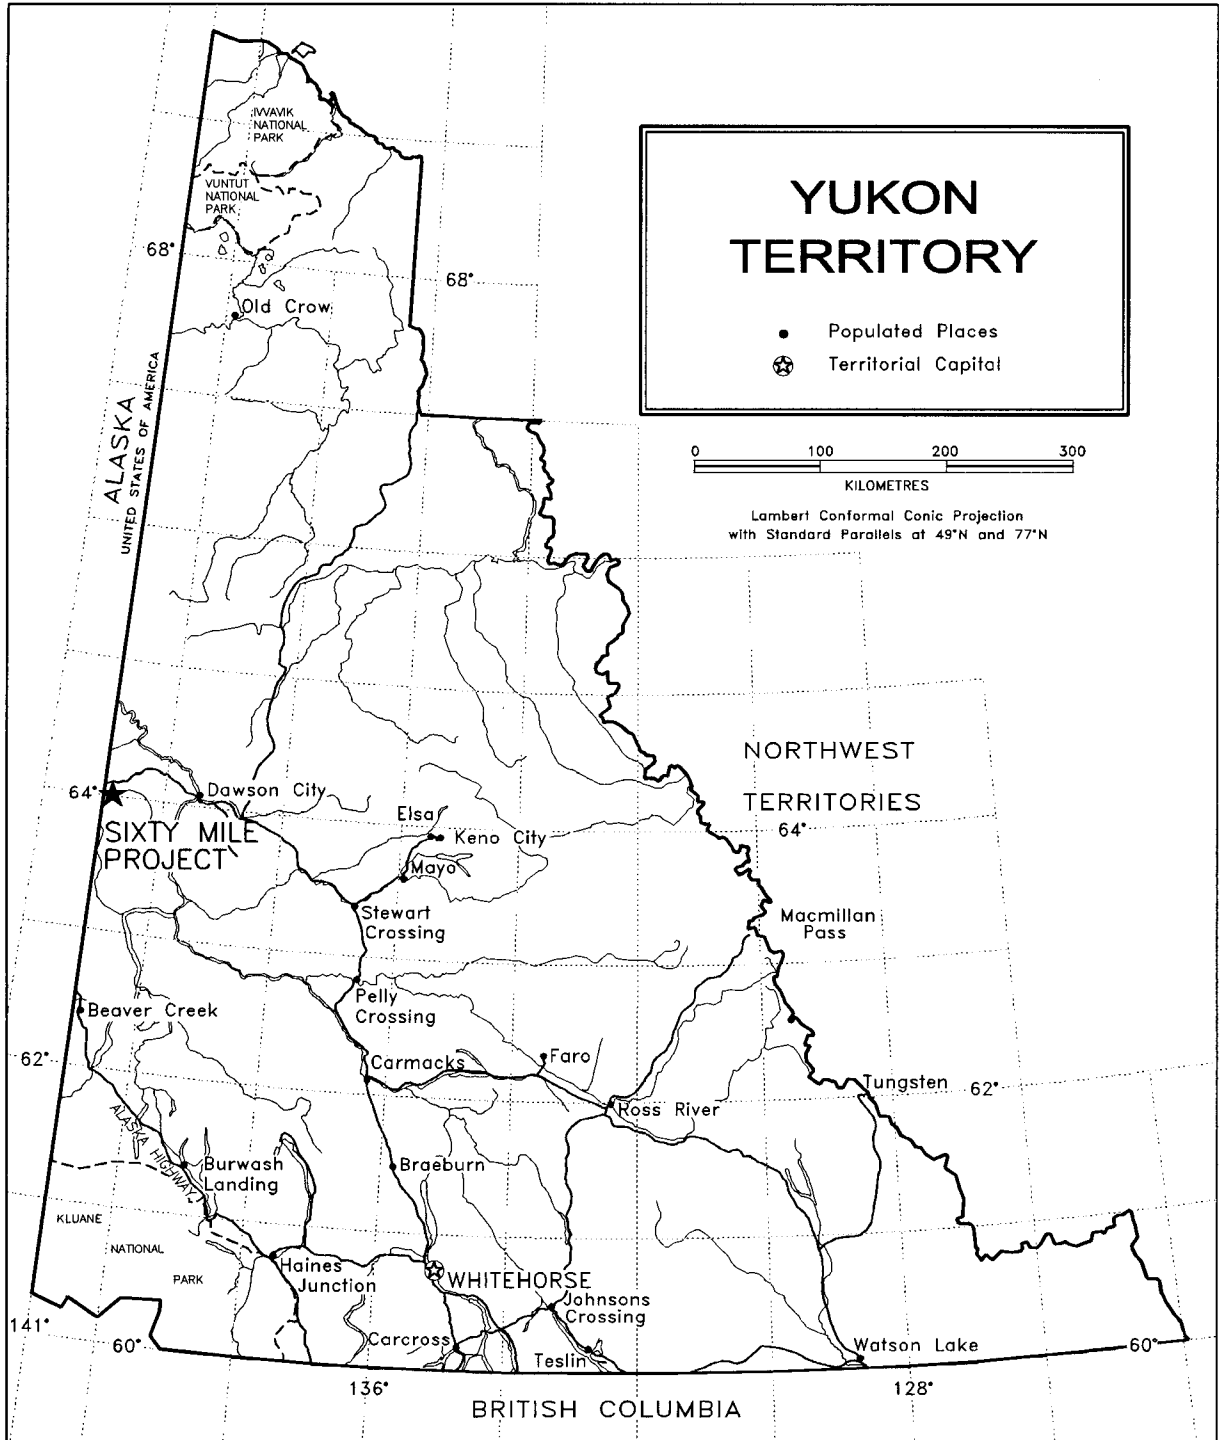 IVVAVIK
NATIONAL
PARK
VUNTUT
NATIONAL
PARK
YUKON
TERRITORY
Populated Places
Territorial Capital
68°
68°
Old Crow
ALASKA
UNITED STATES OF AMERICA
0 100 200 300
KILOMETRES
Lambert Conformal Conic Projection
with Standard Parallels at 49°N and 77°N
NORTHWEST
TERRITORIES
64°
64°
Dawson City
SIXTY MILE
PROJECT
Elsa
Keno City
Mayo
Stewart
Crossing
Macmillan
Pass
Pelly
Crossing
Beaver Creek
62°
Carmacks
Faro
Tungsten
62°
Ross River
ALASKA HIGHWAY
Burwash
Landing
Braeburn
KLUANE
NATIONAL
PARK
Haines
Junction
WHITEHORSE
Johnsons
Crossing
141°
60°
Carcross
Teslin
Watson Lake
60°
136°
128°
BRITISH COLUMBIA